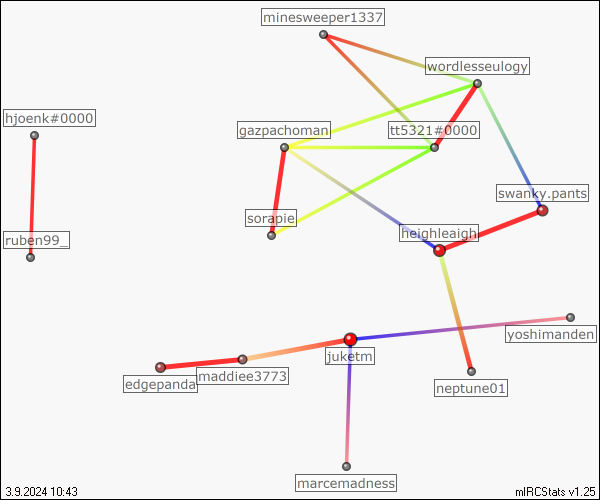 minesweeper1337
wordlesseulogy
hjoenk#0000
gazpachoman
tt5321#0000
swanky.pants
sorapie
heighleaigh
ruben99_
yoshimanden
juketm
maddiee3773
edgepanda
neptune01
marcemadness
3.9.2024 10:43
mIRCStats v1.25